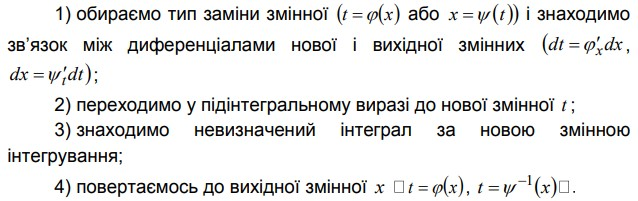 1) обираємо тип заміни змінної (t = φ(x) або x = ψ(t)) і знаходимо
зв’язок між диференціалами нової і вихідної змінних (dt = φ′ₓdx,
dx = ψ′ₜdt);
2) переходимо у підінтегральному виразі до нової змінної t;
3) знаходимо невизначений інтеграл за новою змінною
інтегрування;
4) повертаємось до вихідної змінної x □t = φ(x), t = ψ⁻¹(x)□.